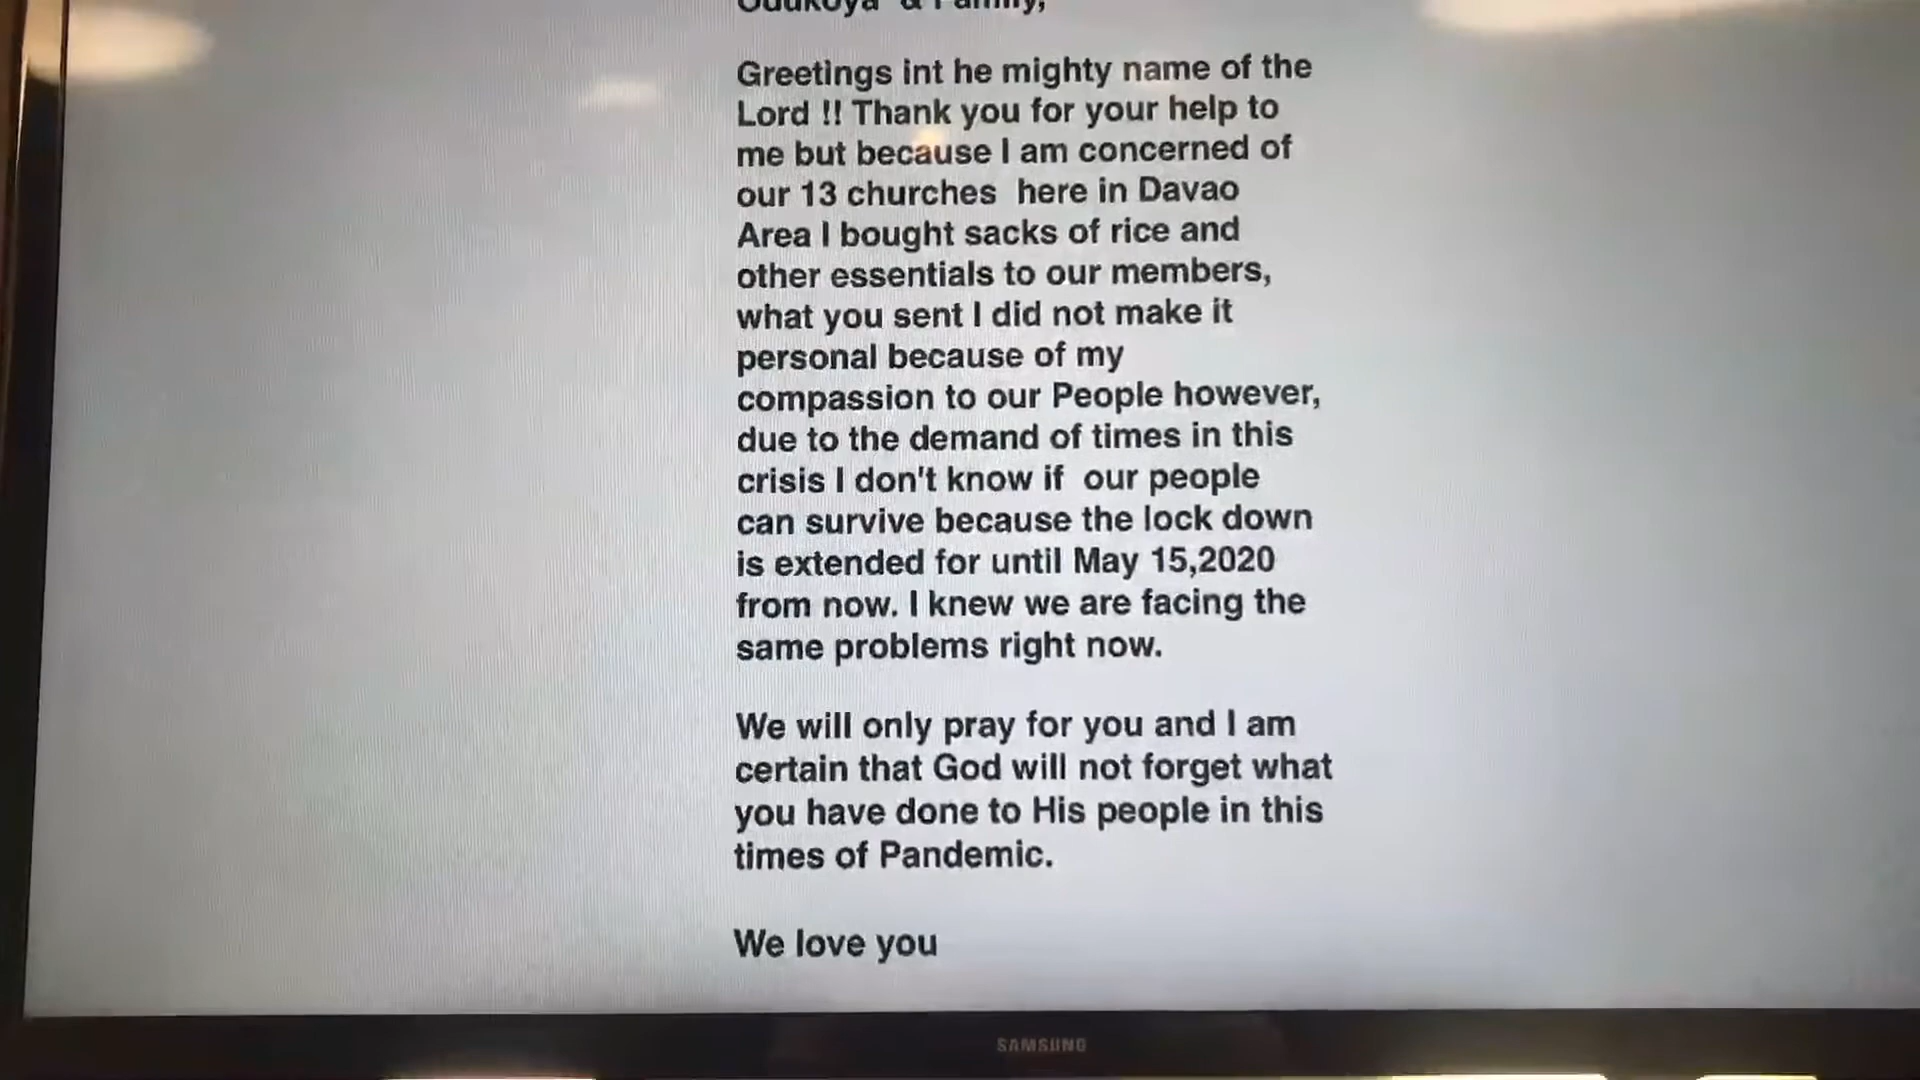 Odukoya & Family,
Greetings int he mighty name of the
Lord !! Thank you for your help to
me but because I am concerned of
our 13 churches here in Davao
Area I bought sacks of rice and
other essentials to our members,
what you sent I did not make it
personal because of my
compassion to our People however,
due to the demand of times in this
crisis I don't know if our people
can survive because the lock down
is extended for until May 15,2020
from now. I knew we are facing the
same problems right now.
We will only pray for you and I am
certain that God will not forget what
you have done to His people in this
times of Pandemic.
We love you
SAMSUNG